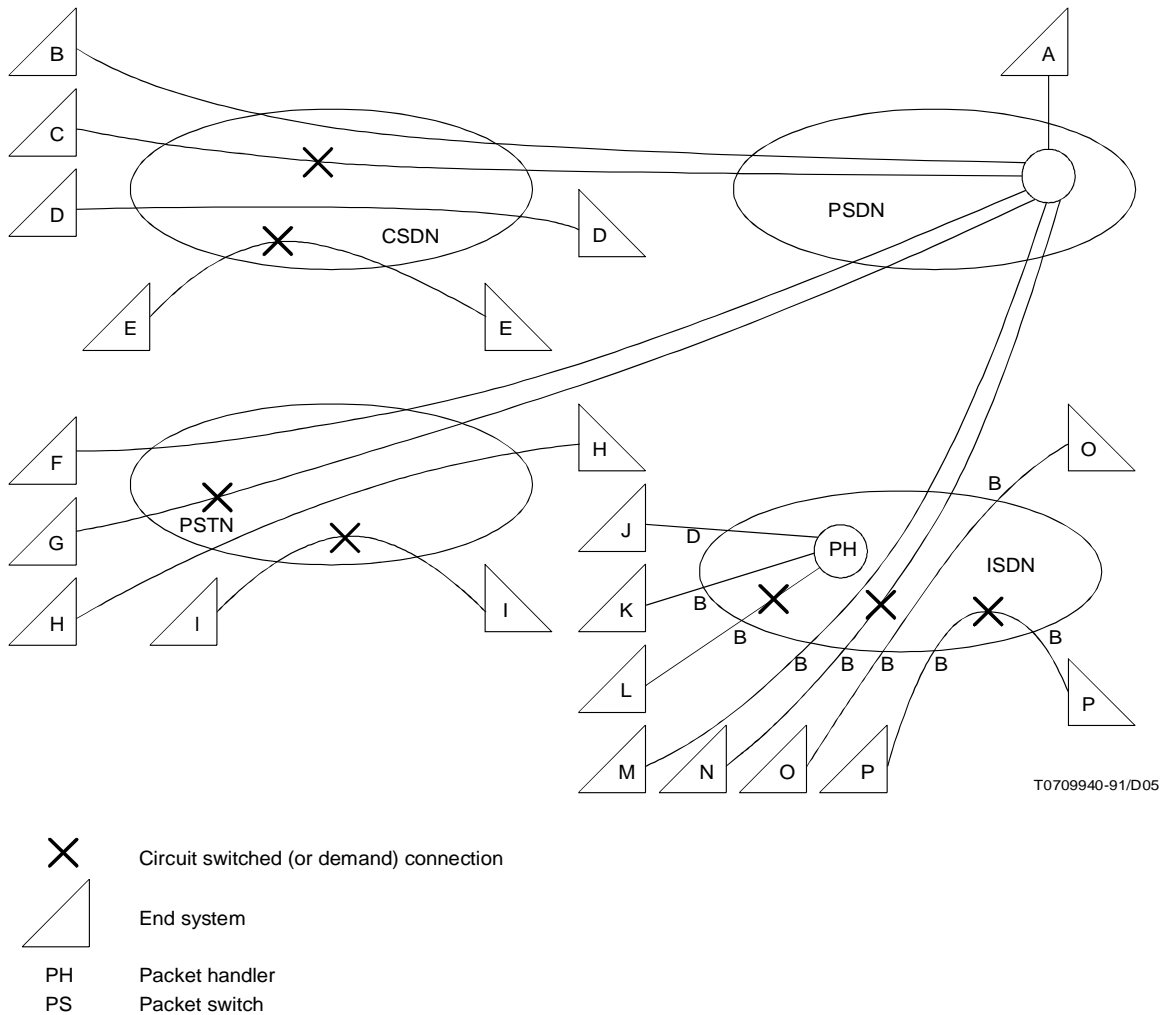 B
A
C
D
PSDN
CSDN
D
E
E
F
H
O
B
G
PSTN
J
D
PH
ISDN
K
B
H
I
I
B
B
B
B
B
B
L
P
M
N
O
P
T0709940-91/D05
Circuit switched (or demand) connection
End system
PH Packet handler
PS Packet switch